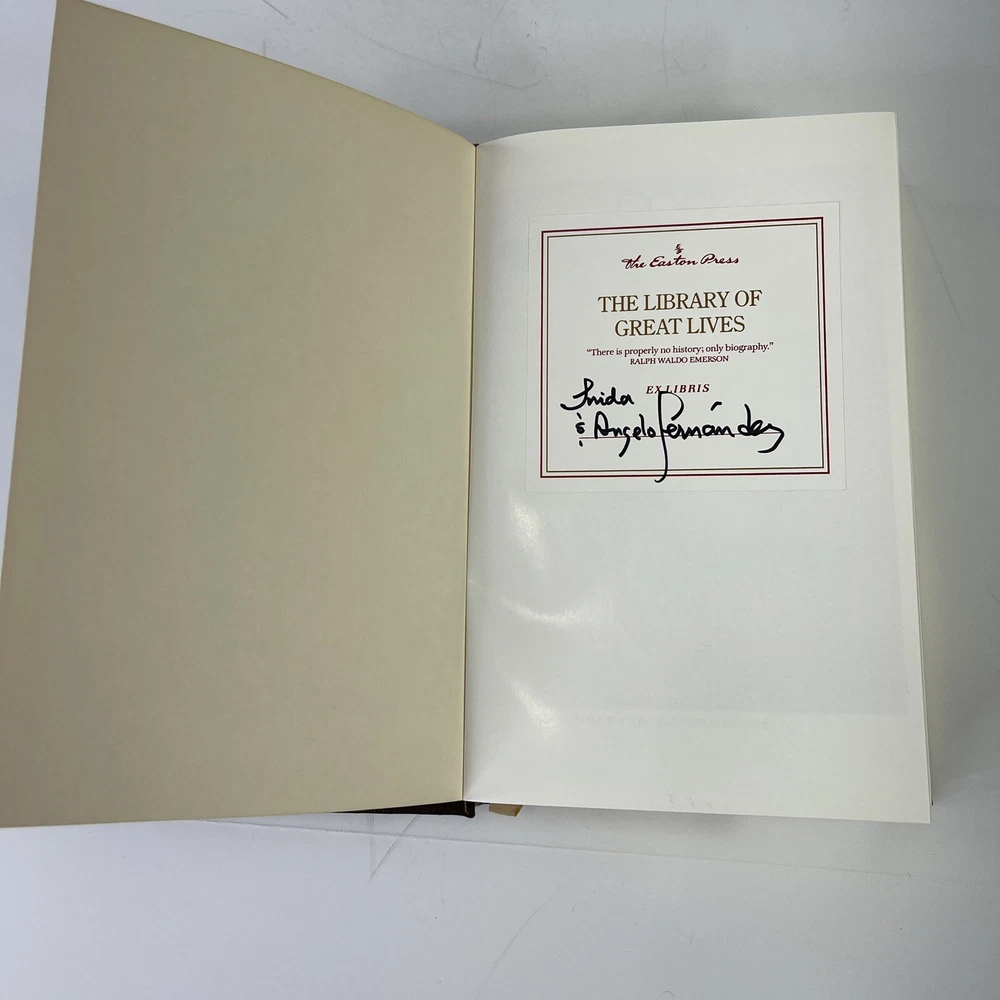 The Easton Press
THE LIBRARY OF
GREAT LIVES
“There is properly no history; only biography.”
RALPH WALDO EMERSON
EX LIBRIS
& Angelo Fernández